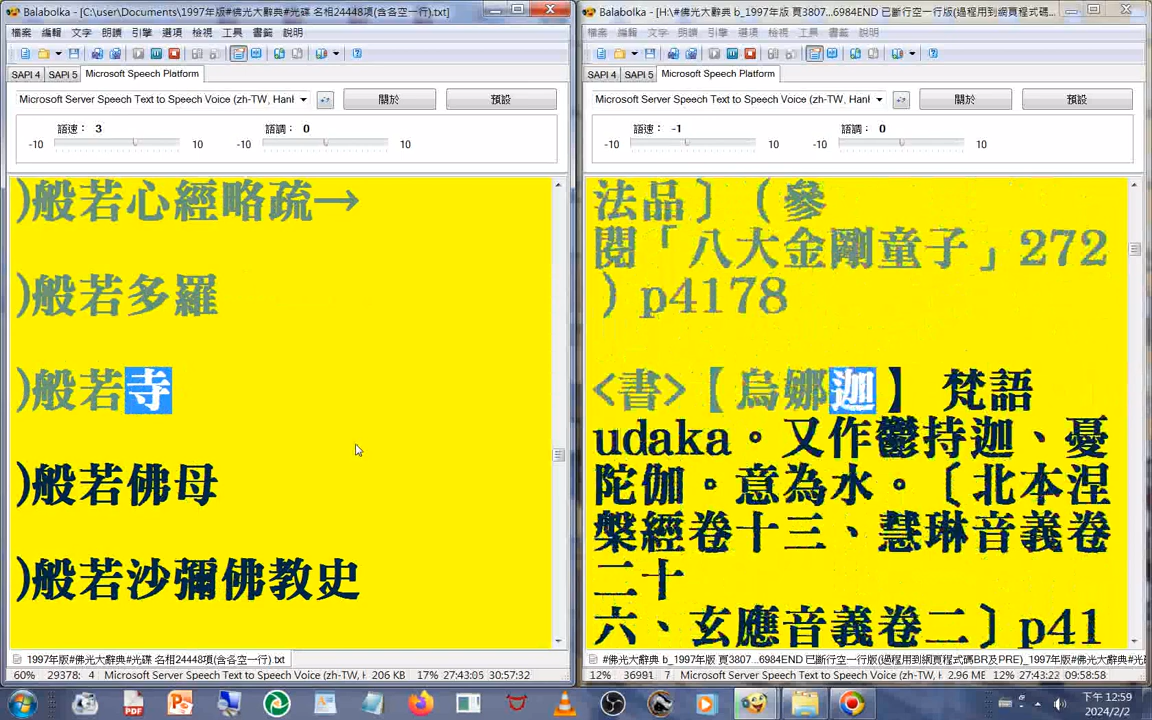 Balabolka - [C:\user\Documents\1997年版#佛光大辭典#光碟 名相24448項(含各空一行).txt]
檔案 編輯 文字 朗讀 引擎 選項 檢視 工具 書籤 說明
SAPI 4 SAPI 5 Microsoft Speech Platform
Microsoft Server Speech Text to Speech Voice (zh-TW, Hanl
關於
預設
語速： 3
語調： 0
-10 10 -10 10
)般若心經略疏→
)般若多羅
)般若寺
)般若佛母
)般若沙彌佛教史
1997年版#佛光大辭典#光碟 名相24448項(含各空一行).txt
60% 29718: 4 Microsoft Server Speech Text to Speech Voice (zh-TW, H 206 KB 17% 27:43:05 30:57:32
Balabolka - [H:\#佛光大辭典 b_1997年版 頁3807...6984END 已斷行空一行版(過程用到網頁程式碼...
檔案 編輯 文字 朗讀 引擎 選項 檢視 工具 書籤 說明
SAPI 4 SAPI 5 Microsoft Speech Platform
Microsoft Server Speech Text to Speech Voice (zh-TW, Hanl
關於
預設
語速： -1
語調： 0
-10 10 -10 10
法品〕（參
閱「八大金剛童子」272
）p4178
<書>【烏娜迦】 梵語
udaka。又作鬱持迦、憂
陀伽。意為水。〔北本涅
槃經卷十三、慧琳音義卷
二十
六、玄應音義卷二〕p41
#佛光大辭典 b_1997年版 頁3807...6984END 已斷行空一行版(過程用到網頁程式碼BR及PRE)_1997年版#佛光
12% 36991 7 Microsoft Server Speech Text to Speech Voice (zh-TW, H 2.96 ME 12% 27:43:22 09:58:58
下午 12:59
2024/2/2